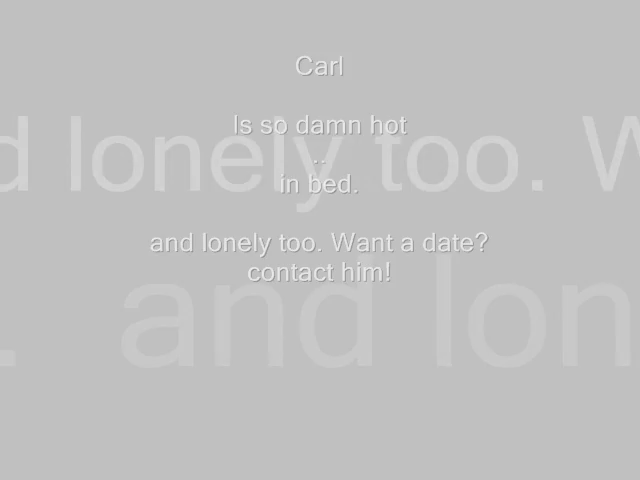 Carl
Is so damn hot
..
in bed.
and lonely too. Want a date?
contact him!
d lonely too. W
. and lon